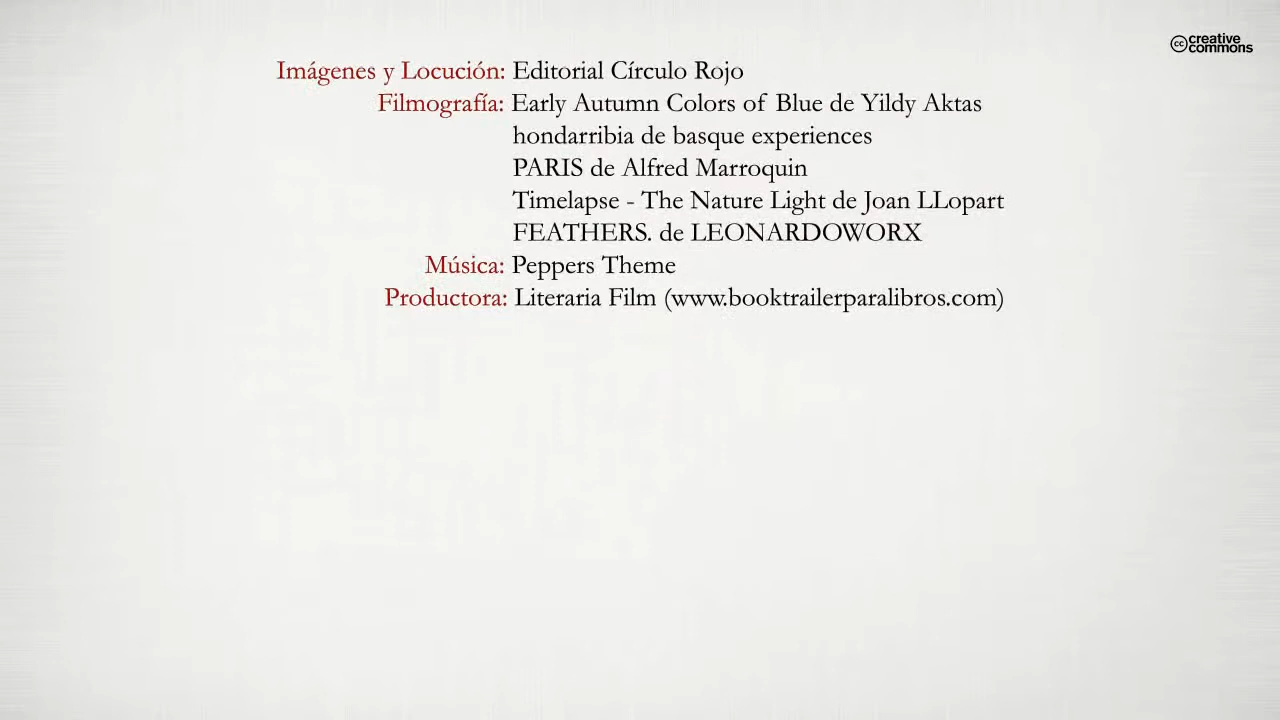 cc creative commons
Imágenes y Locución: Editorial Círculo Rojo
Filmografía: Early Autumn Colors of Blue de Yildy Aktas
hondarribia de basque experiences
PARIS de Alfred Marroquin
Timelapse - The Nature Light de Joan LLopart
FEATHERS. de LEONARDOWORX
Música: Peppers Theme
Productora: Literaria Film (www.booktrailerparalibros.com)